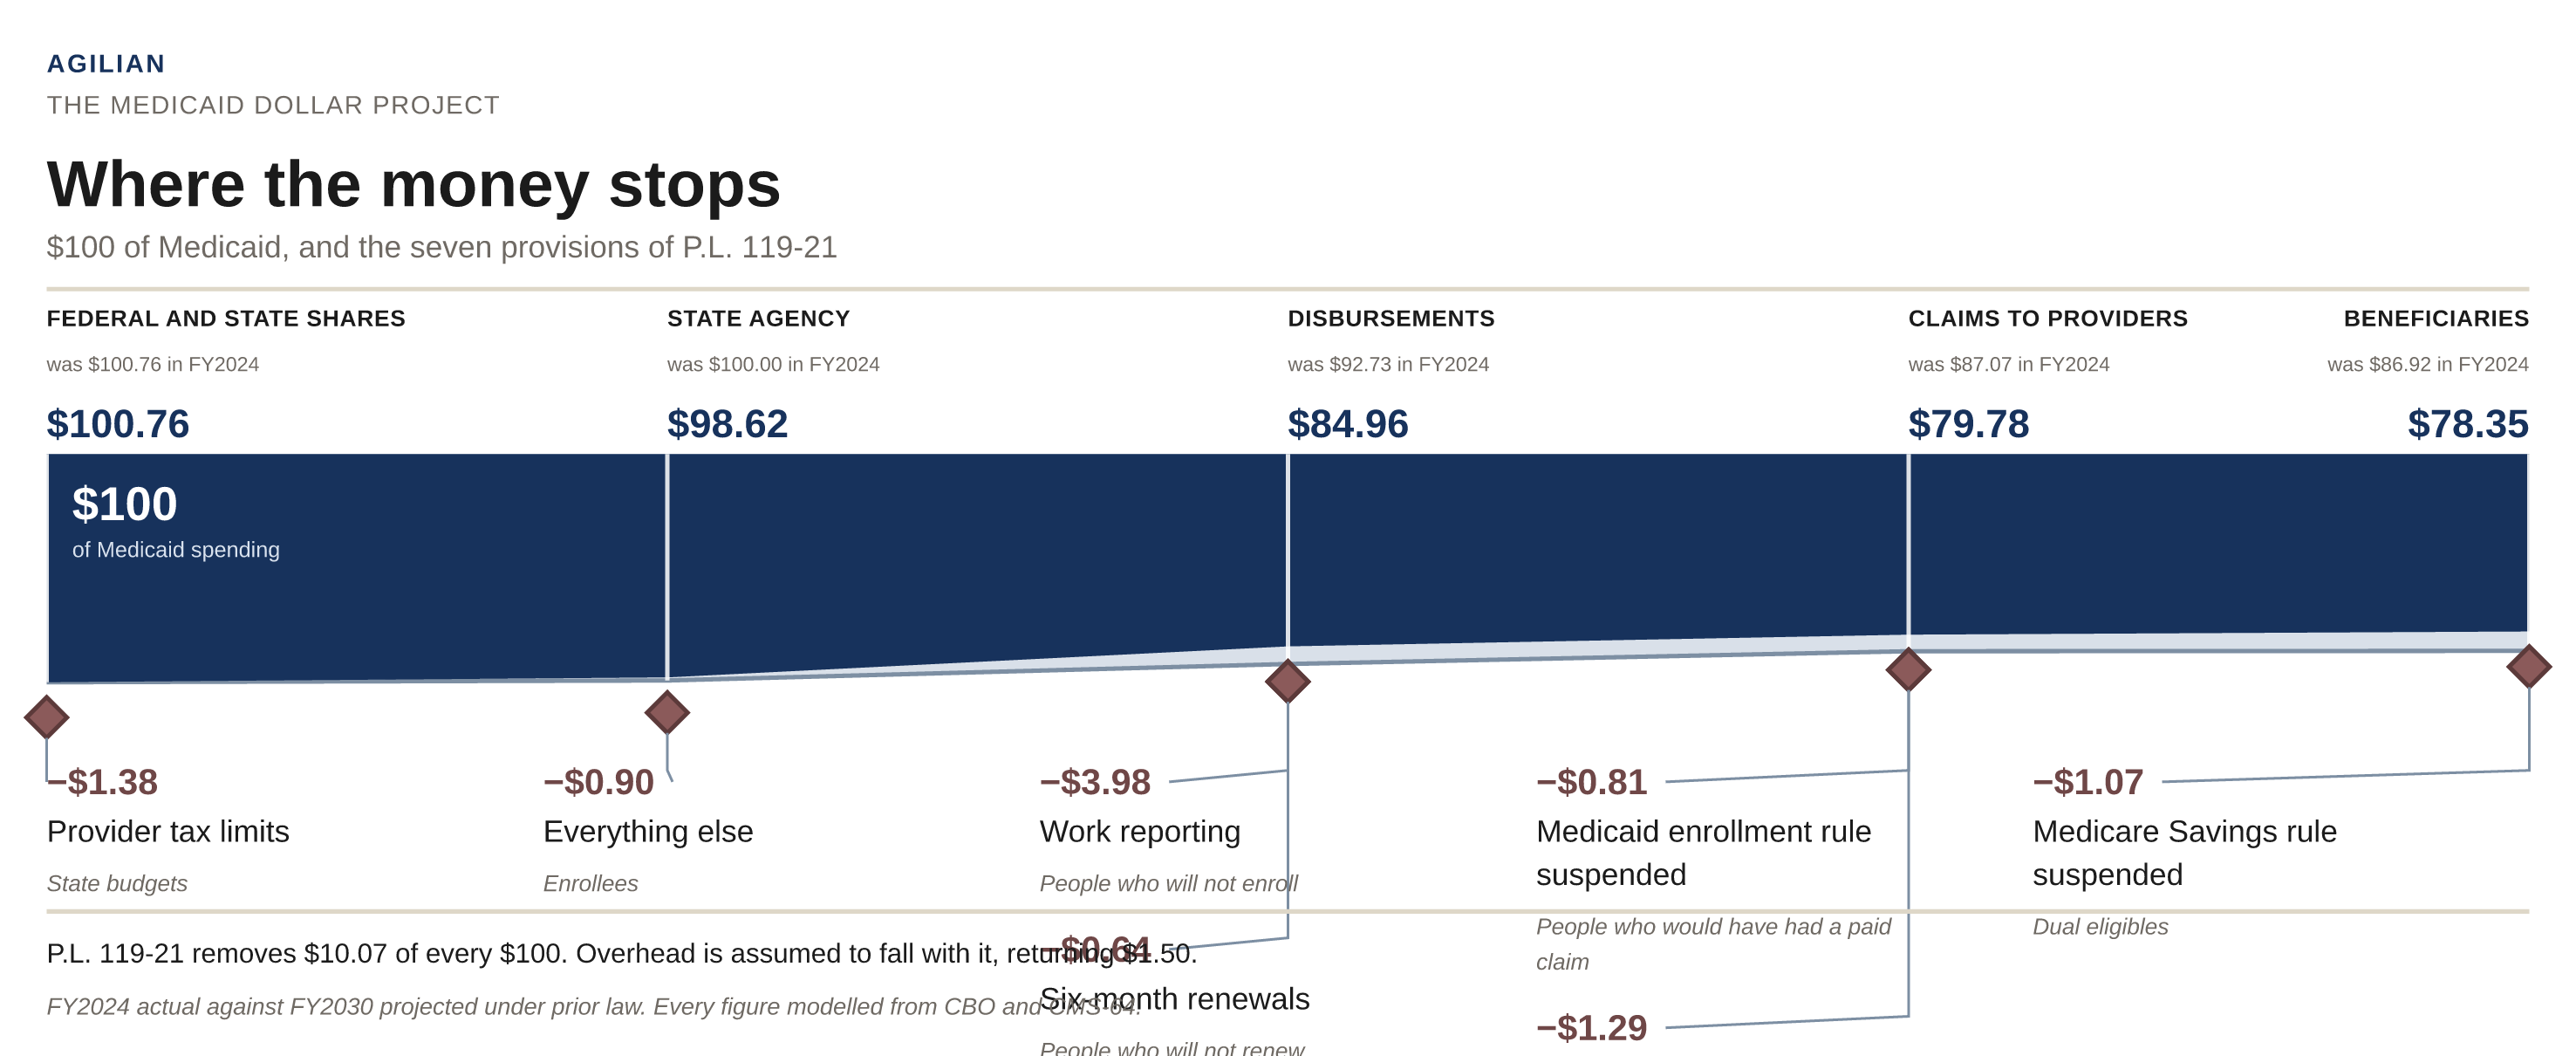 AGILIAN
THE MEDICAID DOLLAR PROJECT
Where the money stops
$100 of Medicaid, and the seven provisions of P.L. 119-21
FEDERAL AND STATE SHARES
was $100.76 in FY2024
$100.76
STATE AGENCY
was $100.00 in FY2024
$98.62
DISBURSEMENTS
was $92.73 in FY2024
$84.96
CLAIMS TO PROVIDERS
was $87.07 in FY2024
$79.78
BENEFICIARIES
was $86.92 in FY2024
$78.35
$100
of Medicaid spending
−$1.38
Provider tax limits
State budgets
−$0.90
Everything else
Enrollees
−$3.98
Work reporting
People who will not enroll
−$0.64
Six-month renewals
People who will not renew
−$0.81
Medicaid enrollment rule
suspended
People who would have had a paid
claim
−$1.29
−$1.07
Medicare Savings rule
suspended
Dual eligibles
P.L. 119-21 removes $10.07 of every $100. Overhead is assumed to fall with it, returning $1.50.
FY2024 actual against FY2030 projected under prior law. Every figure modelled from CBO and CMS-64.